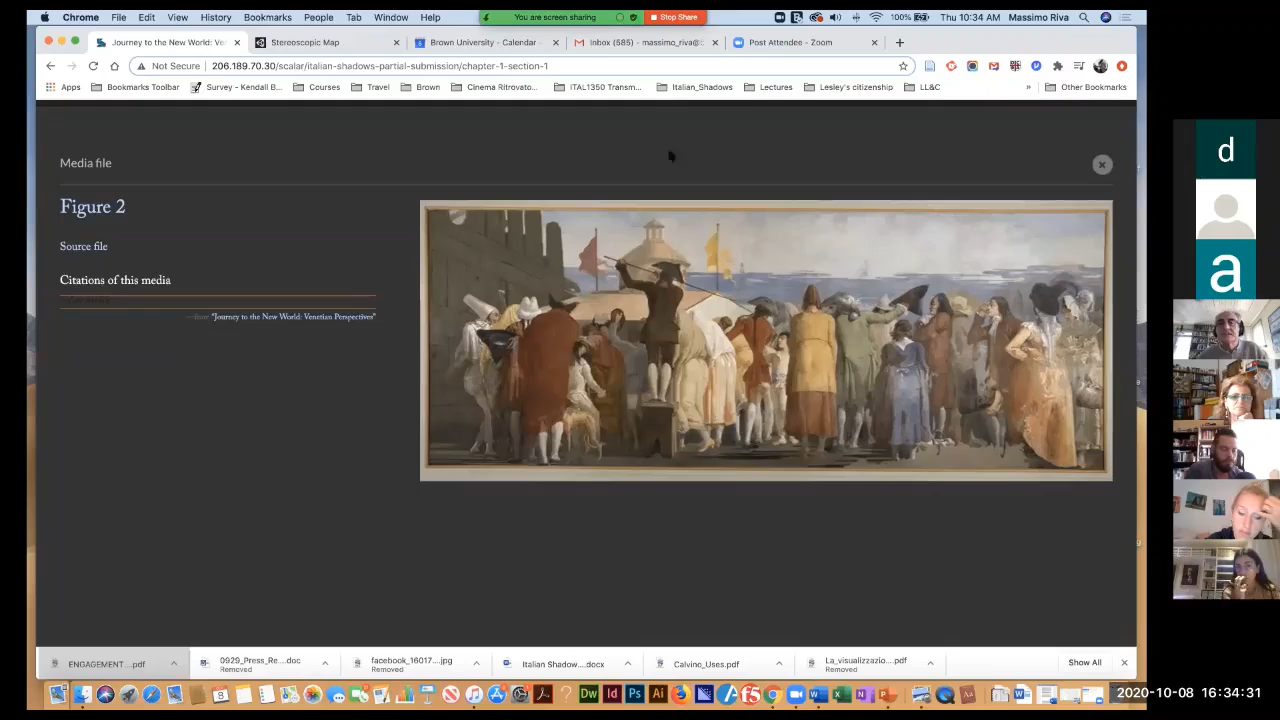 Chrome File Edit View History Bookmarks People Tab Window Help
You are screen sharing Stop Share
100% Thu 10:34 AM Massimo Riva
Journey to the New World: Ve
Stereoscopic Map
Brown University - Calendar -
Inbox (585) - massimo_riva@
Post Attendee - Zoom
Not Secure 206.189.70.30/scalar/italian-shadows-partial-submission/chapter-1-section-1
Apps Bookmarks Toolbar Survey - Kendall B... Courses Travel Brown Cinema Ritrovato... ITAL1350 Transm... Italian_Shadows Lectures Lesley's citizenship LL&C » Other Bookmarks
Media file
Figure 2
Source file
Citations of this media
"Journey to the New World: Venetian Perspectives"
d
a
ENGAGEMENT ....pdf
0929_Press_Re....doc
Removed
facebook_16017....jpg
Removed
Italian Shadow....docx
Calvino_Uses.pdf
La_visualizzazio....pdf
Removed
Show All
Dw Id Ps Ai f5
2020-10-08 16:34:31